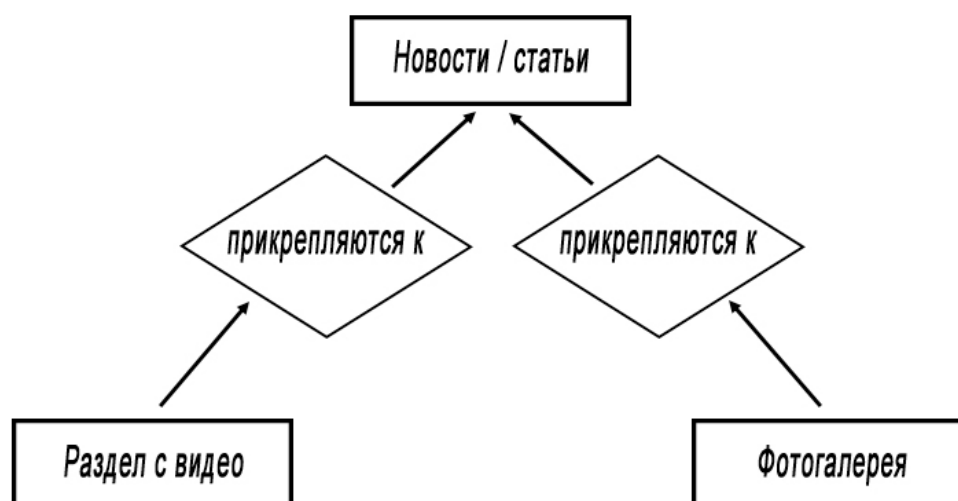 Новости / статьи
прикрепляются к
прикрепляются к
Раздел с видео
Фотогалерея